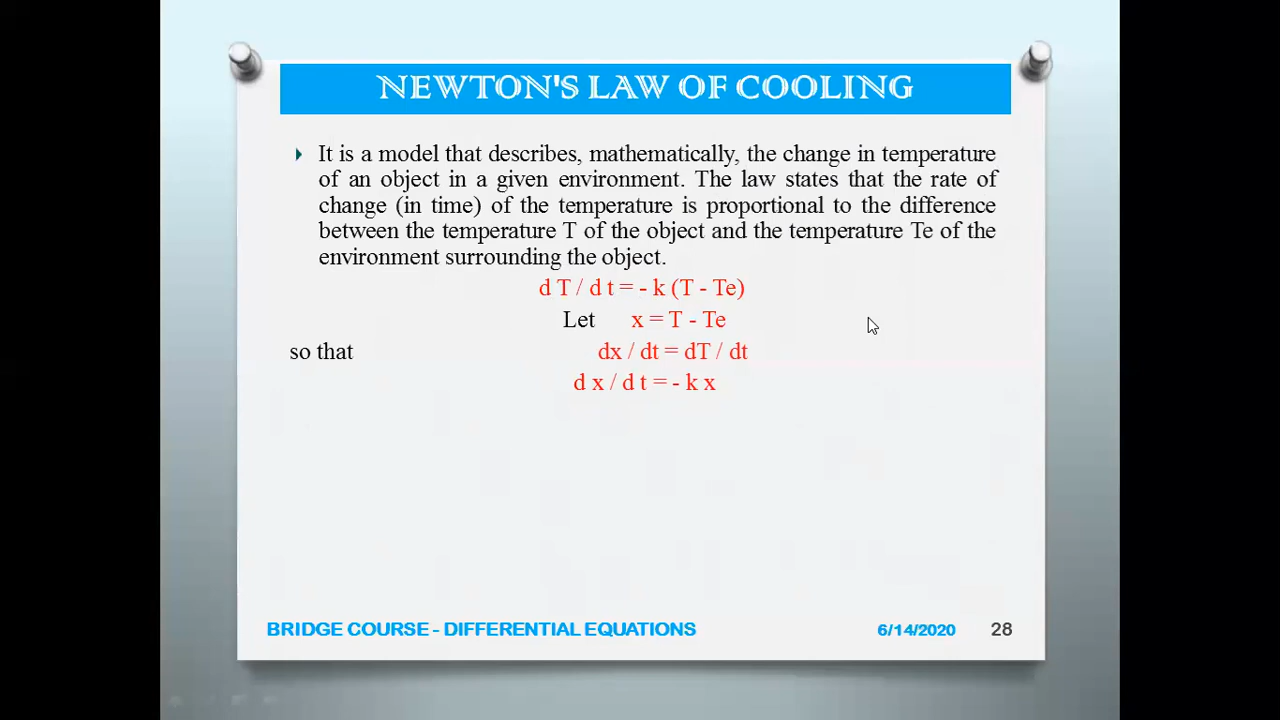 NEWTON'S LAW OF COOLING
It is a model that describes, mathematically, the change in temperature
of an object in a given environment. The law states that the rate of
change (in time) of the temperature is proportional to the difference
between the temperature T of the object and the temperature Te of the
environment surrounding the object.
d T / d t = - k (T - Te)
Let x = T - Te
so that dx / dt = dT / dt
d x / d t = - k x
BRIDGE COURSE - DIFFERENTIAL EQUATIONS 6/14/2020 28